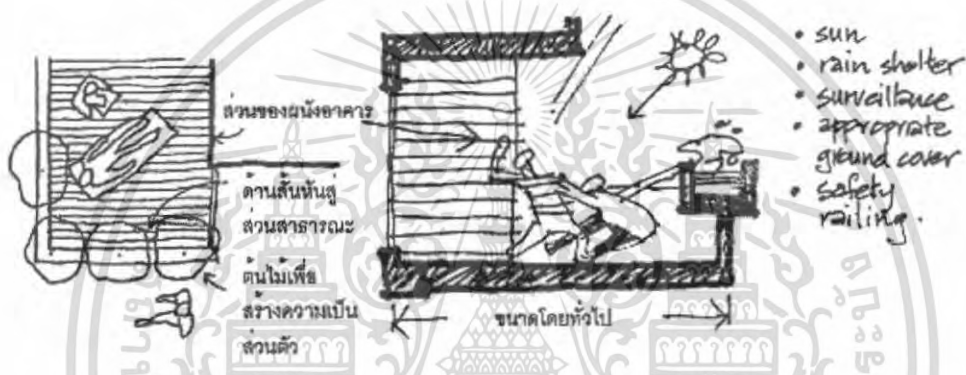 ส่วนของผนังอาคาร
ด้านสั้นหันสู่
ส่วนสาธารณะ
ต้นไม้เพื่อ
สร้างความเป็น
ส่วนตัว
ขนาดโดยทั่วไป
• sun
• rain shelter
• surveillance
• appropriate
ground cover
• safety
railing.